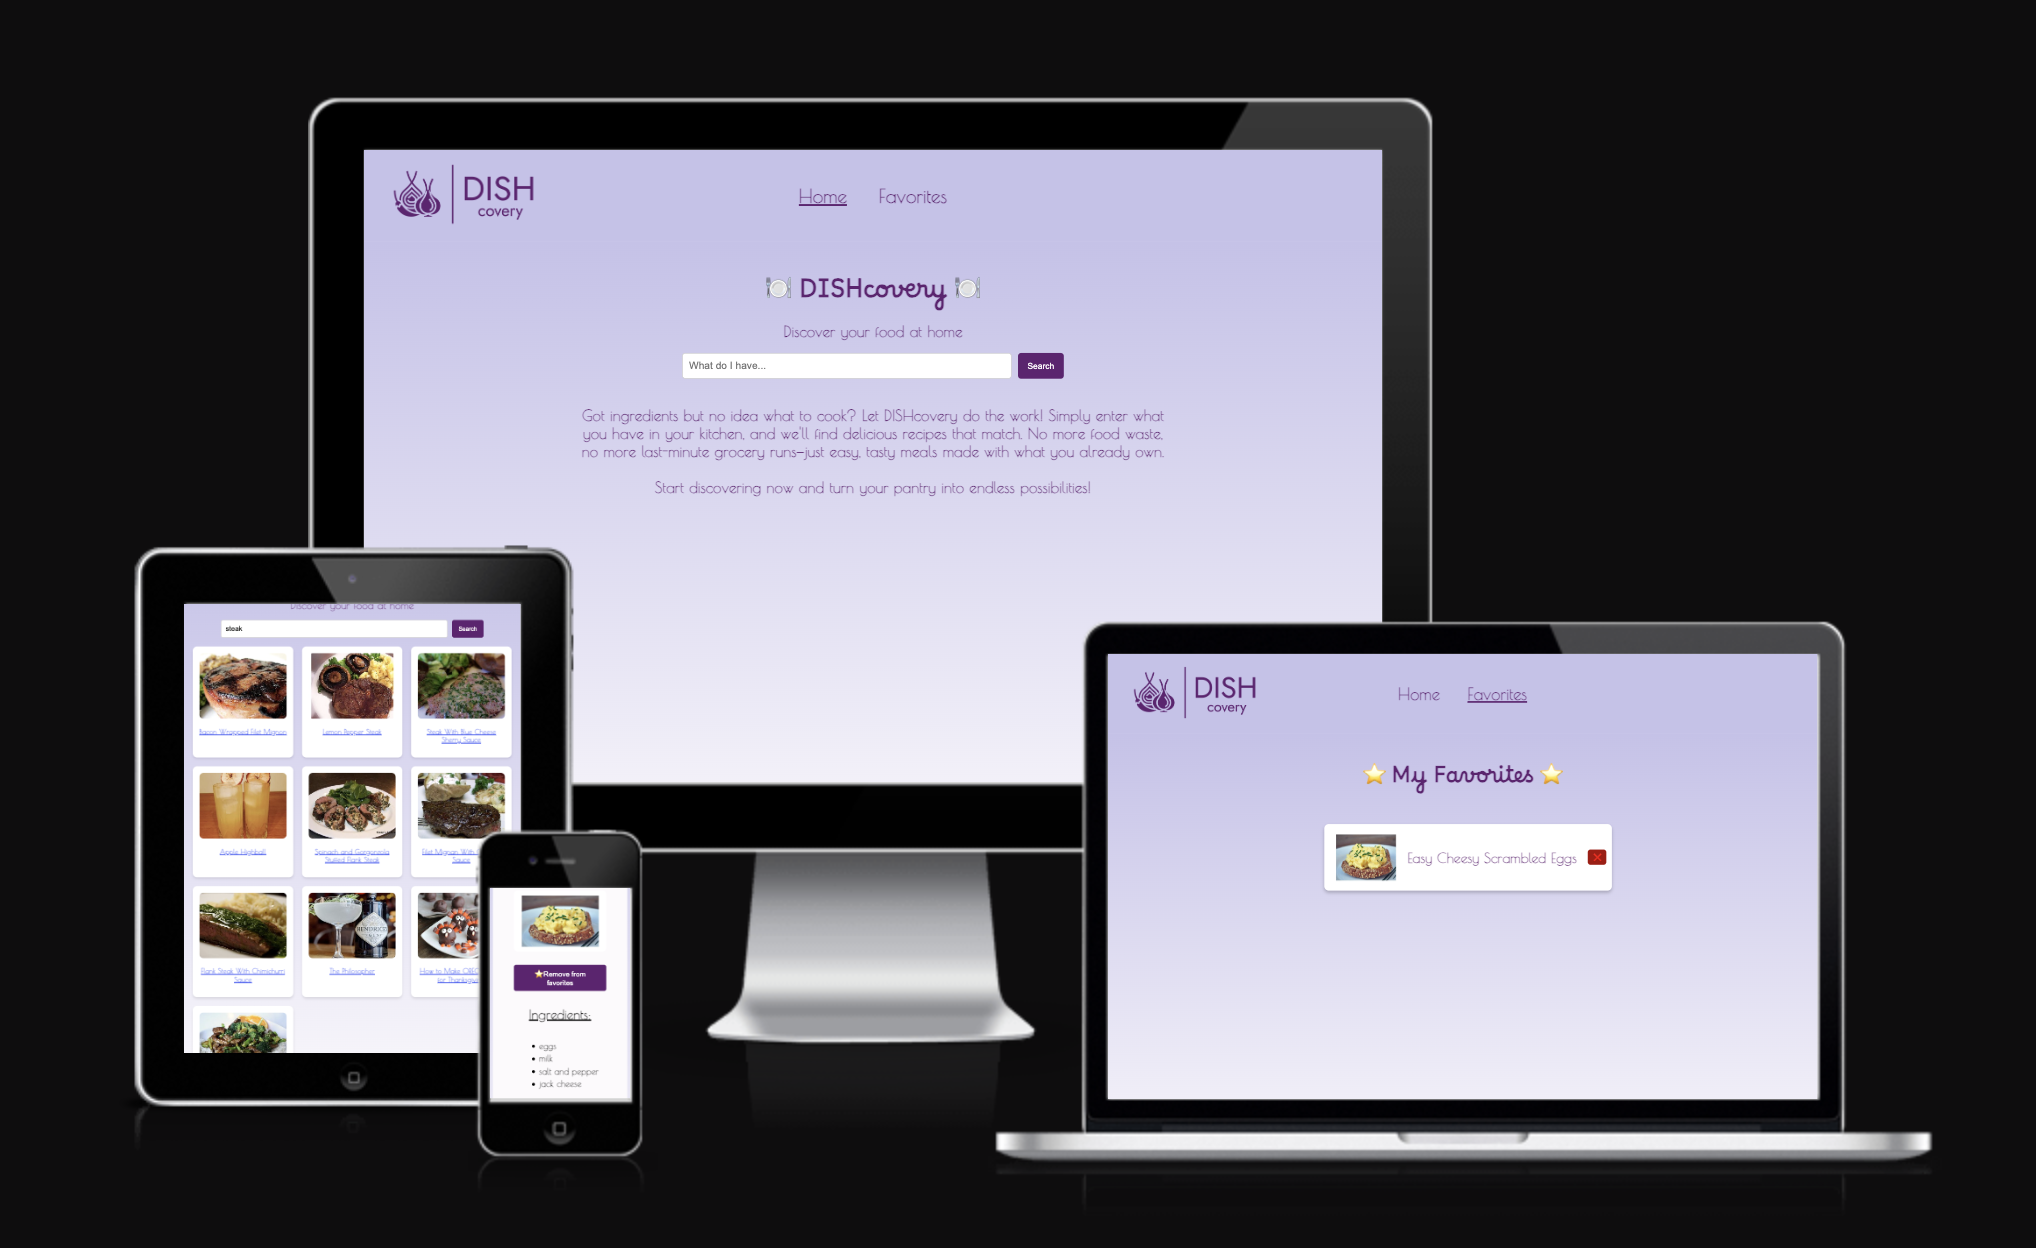 DISH
covery
Home Favorites
DISHcovery
Discover your food at home
What do I have...
Search
Got ingredients but no idea what to cook? Let DISHcovery do the work! Simply enter what
you have in your kitchen, and we'll find delicious recipes that match. No more food waste,
no more last-minute grocery runs—just easy, tasty meals made with what you already own.
Start discovering now and turn your pantry into endless possibilities!
Discover your food at home
steak
Search
Bacon Wrapped Filet Mignon
Lemon Pepper Steak
Steak With Blue Cheese
Sherry Sauce
Apple Highball
Spinach and Gorgonzola
Stuffed Flank Steak
Filet Mignon With
Sauce
Flank Steak With Chimichurri
Sauce
The Philosopher
HENDRICK'S
How to Make OREO
for Thanksgiving
⭐Remove from
favorites
Ingredients:
• eggs
• milk
• salt and pepper
• jack cheese
DISH
covery
Home Favorites
My Favorites
Easy Cheesy Scrambled Eggs